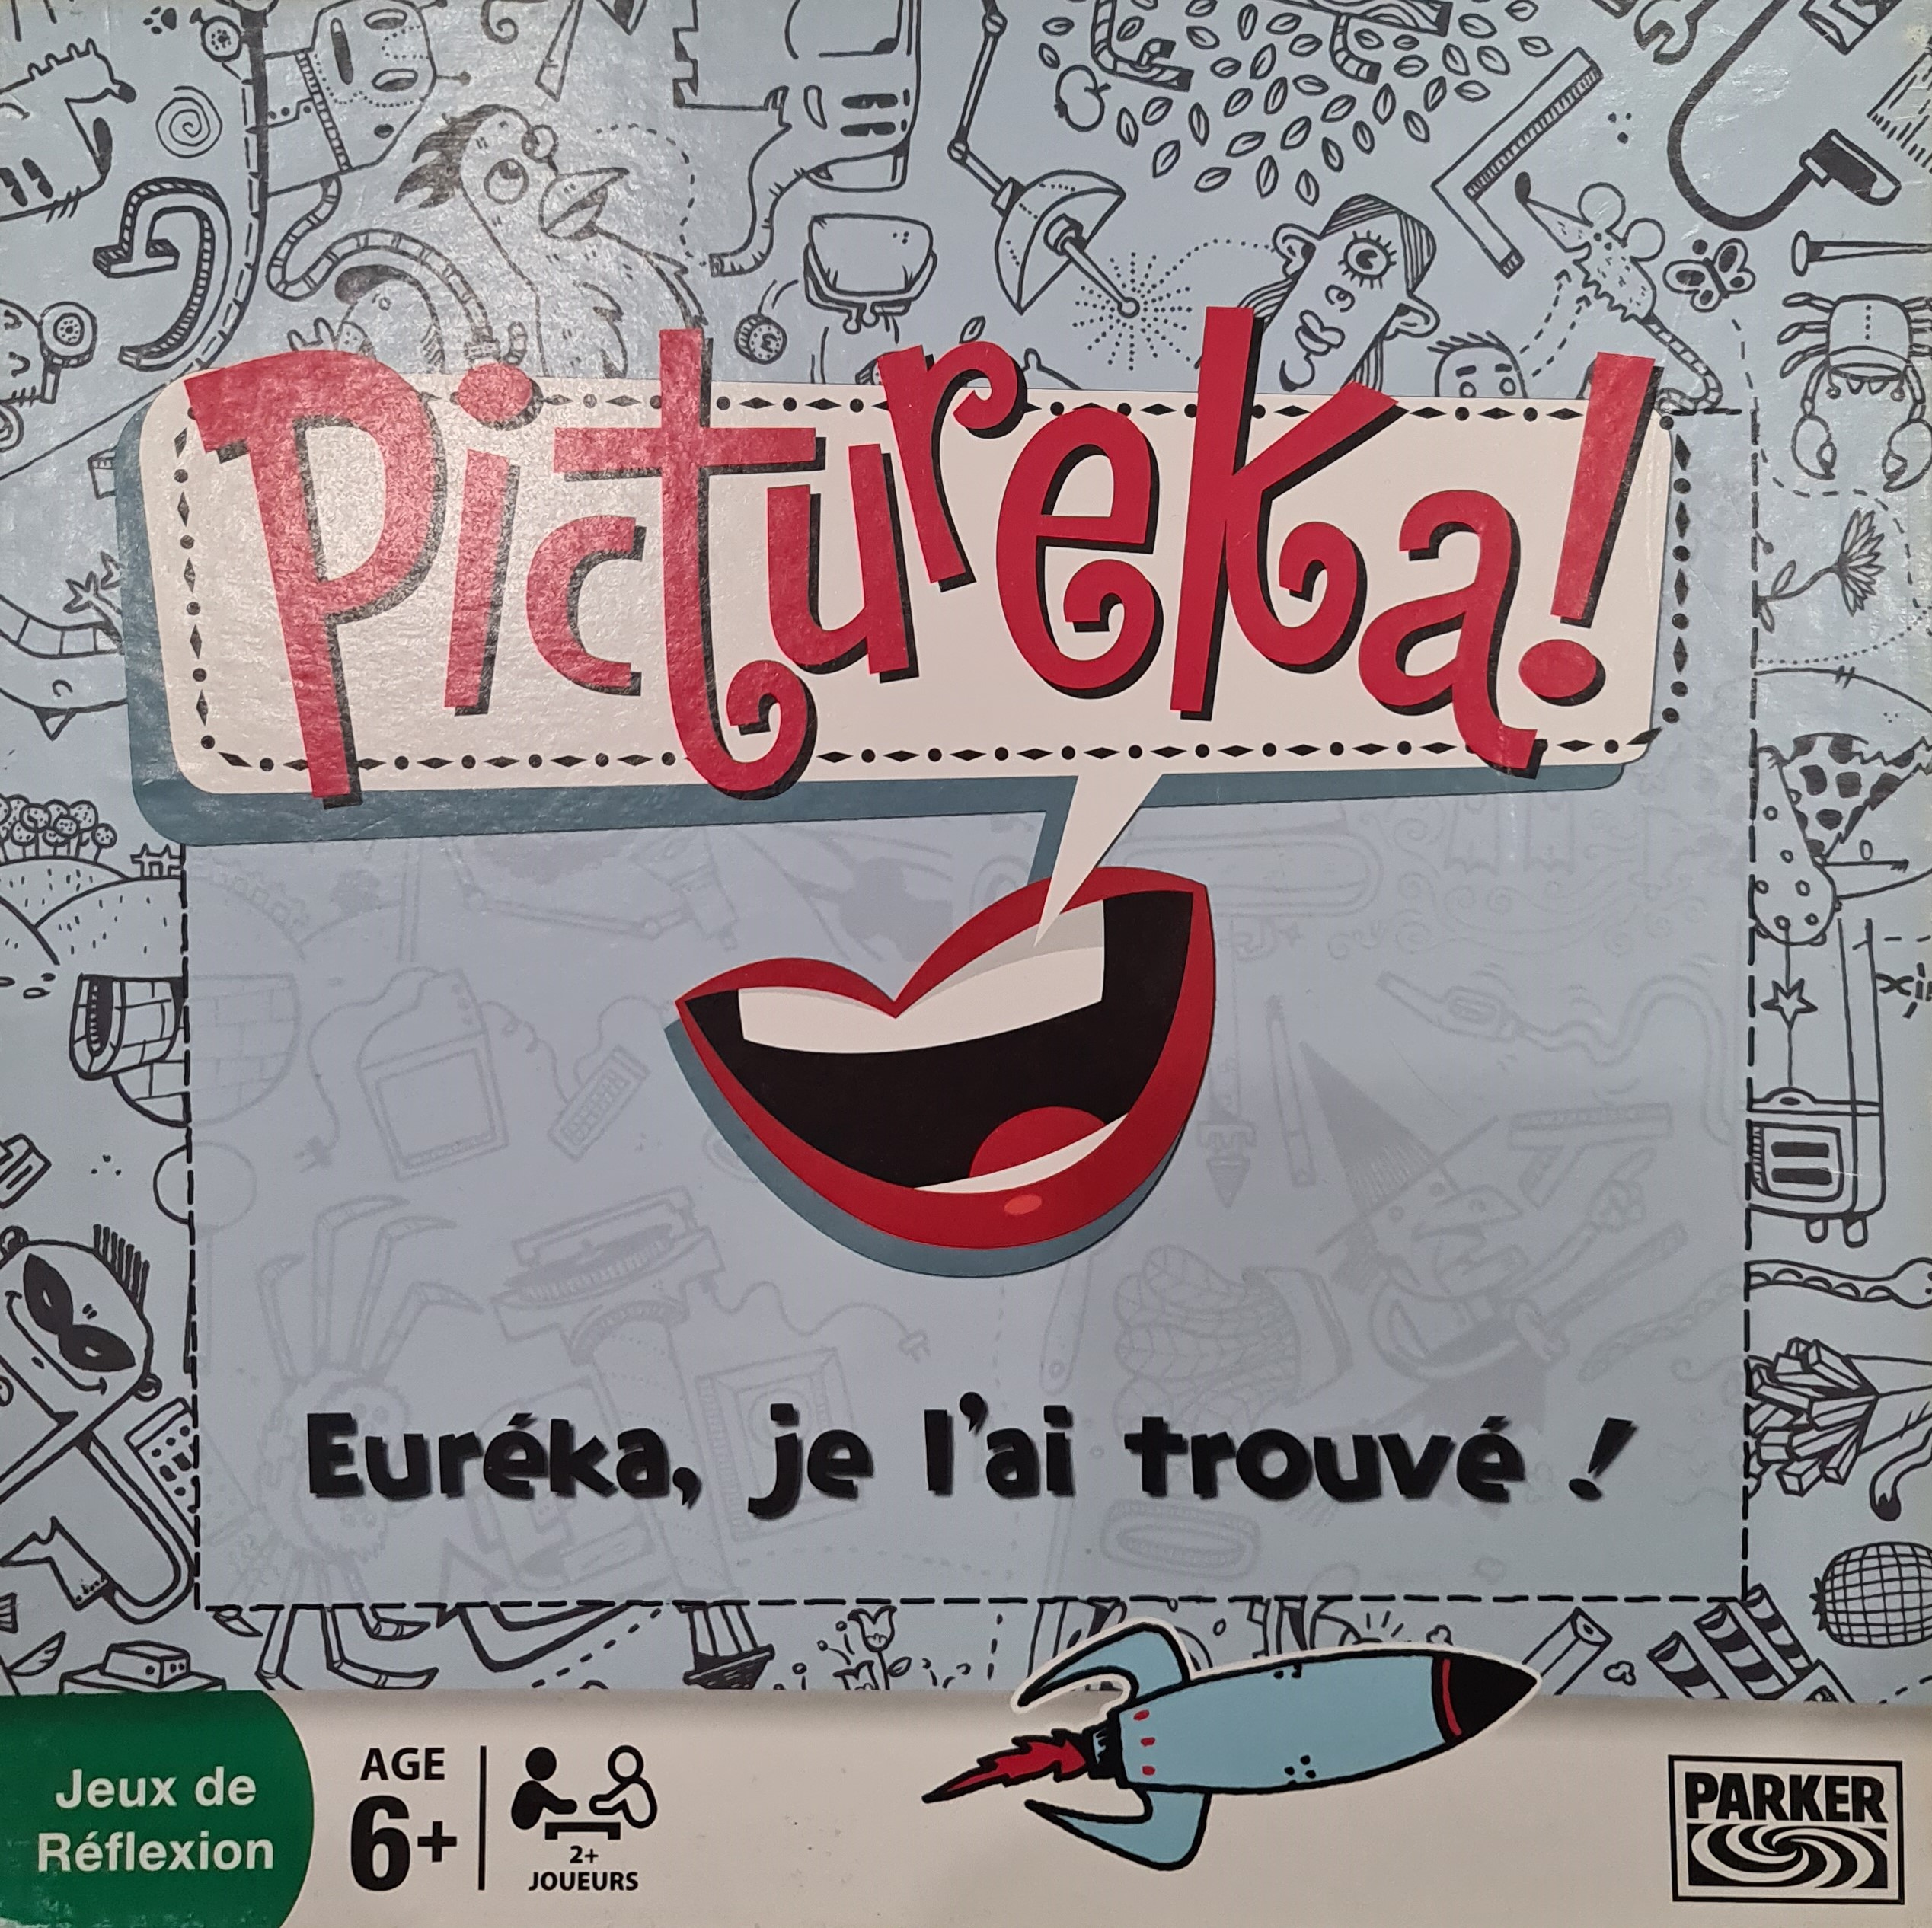 Pictureka!
Euréka, je l'ai trouvé !
Jeux de
Réflexion
AGE
6+
2+
JOUEURS
PARKER